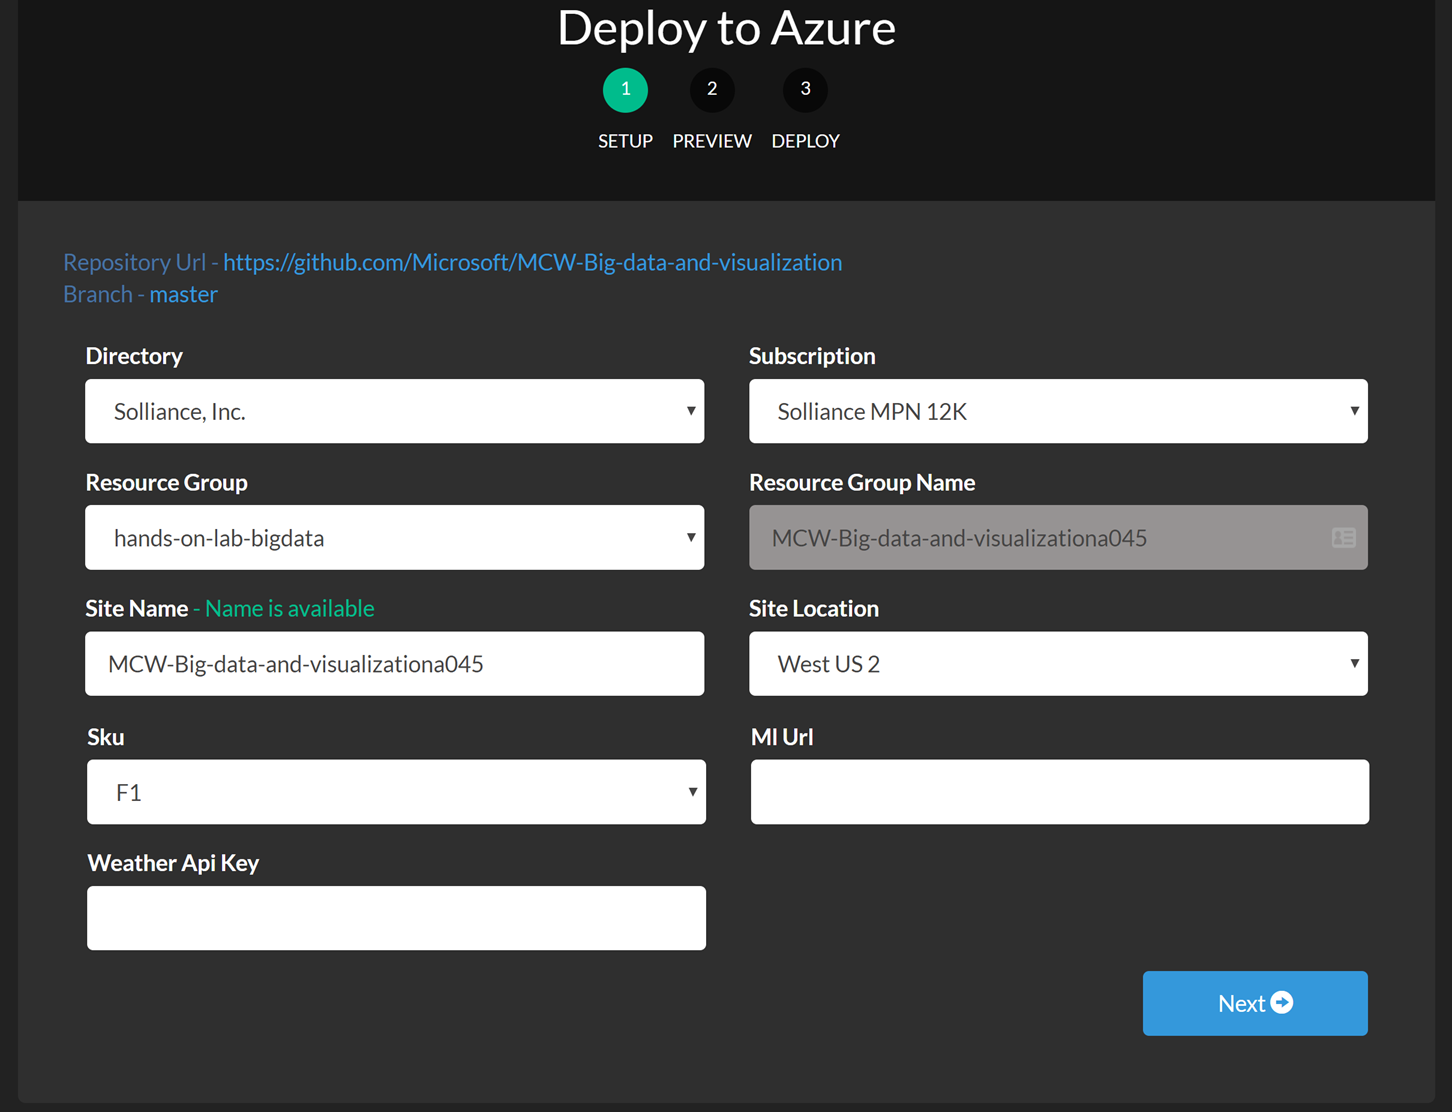 Deploy to Azure
1 2 3
SETUP PREVIEW DEPLOY
Repository Url - https://github.com/Microsoft/MCW-Big-data-and-visualization
Branch - master
Directory
Solliance, Inc.
Subscription
Solliance MPN 12K
Resource Group
hands-on-lab-bigdata
Resource Group Name
MCW-Big-data-and-visualizationa045
Site Name - Name is available
MCW-Big-data-and-visualizationa045
Site Location
West US 2
Sku
F1
Ml Url
Weather Api Key
Next